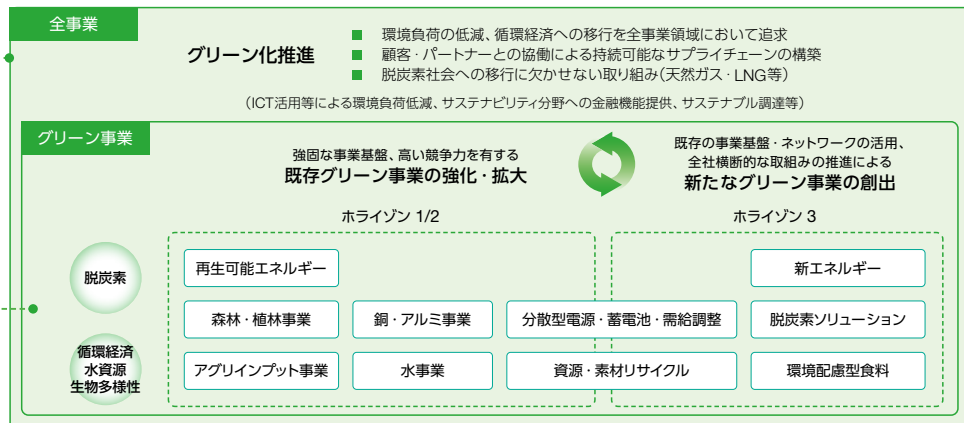 全事業
グリーン化推進
環境負荷の低減、循環経済への移行を全事業領域において追求
顧客・パートナーとの協働による持続可能なサプライチェーンの構築
脱炭素社会への移行に欠かせない取り組み(天然ガス・LNG等)
(ICT活用等による環境負荷低減、サステナビリティ分野への金融機能提供、サステナブル調達等)
グリーン事業
強固な事業基盤、高い競争力を有する
既存グリーン事業の強化・拡大
既存の事業基盤・ネットワークの活用、
全社横断的な取組みの推進による
新たなグリーン事業の創出
ホライゾン 1/2
ホライゾン 3
脱炭素
再生可能エネルギー
新エネルギー
森林・植林事業
銅・アルミ事業
分散型電源・蓄電池・需給調整
脱炭素ソリューション
循環経済
水資源
生物多様性
アグリインプット事業
水事業
資源・素材リサイクル
環境配慮型食料